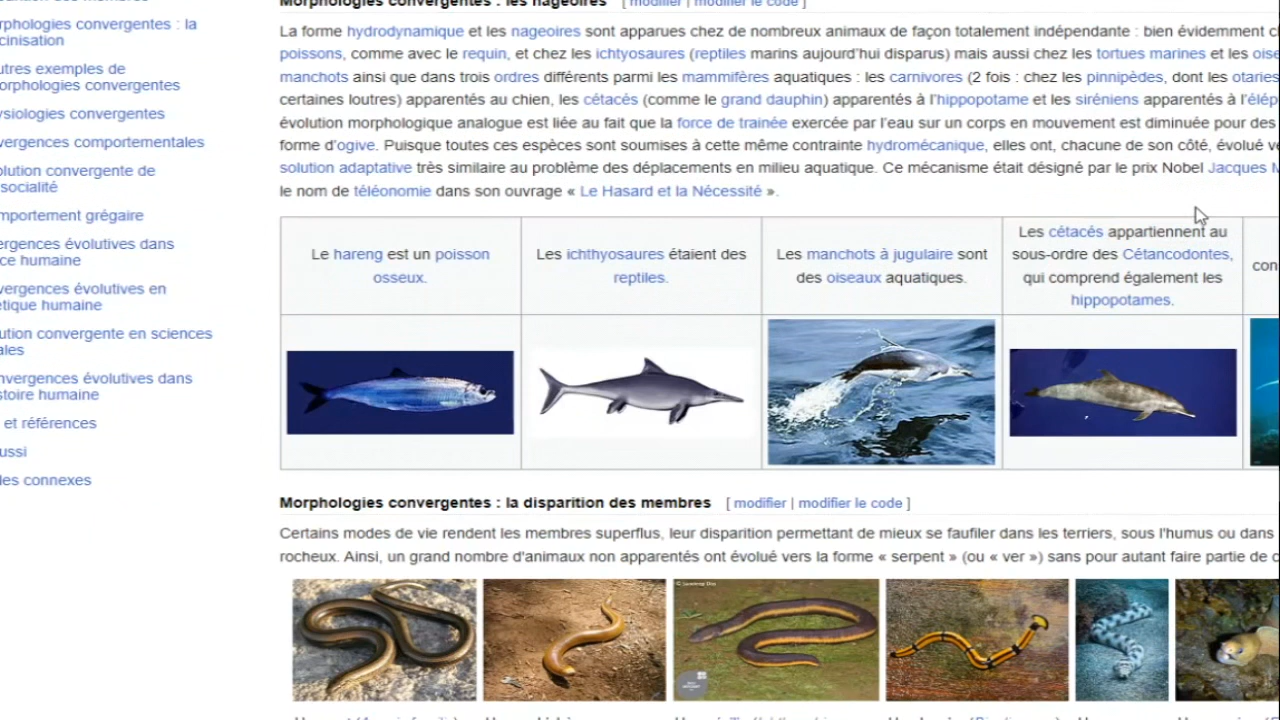 Morphologies convergentes : les nageoires [ modifier | modifier le code ]
La forme hydrodynamique et les nageoires sont apparues chez de nombreux animaux de façon totalement indépendante : bien évidemment
poissons, comme avec le requin, et chez les ichtyosaures (reptiles marins aujourd'hui disparus) mais aussi chez les tortues marines et les
manchots ainsi que dans trois ordres différents parmi les mammifères aquatiques : les carnivores (2 fois : chez les pinnipèdes, dont les otaries
certaines loutres) apparentés au chien, les cétacés (comme le grand dauphin) apparentés à l'hippopotame et les siréniens apparentés à
évolution morphologique analogue est liée au fait que la force de trainée exercée par l'eau sur un corps en mouvement est diminuée pour des
forme d'ogive. Puisque toutes ces espèces sont soumises à cette même contrainte hydromécanique, elles ont, chacune de son côté, évolué
solution adaptative très similaire au problème des déplacements en milieu aquatique. Ce mécanisme était désigné par le prix Nobel Jacques
le nom de téléonomie dans son ouvrage « Le Hasard et la Nécessité ».
Le hareng est un poisson
osseux.
Les ichthyosaures étaient des
reptiles.
Les manchots à jugulaire sont
des oiseaux aquatiques.
Les cétacés appartiennent au
sous-ordre des Cétancodontes,
qui comprend également les
hippopotames.
con
Morphologies convergentes : la disparition des membres [ modifier | modifier le code ]
Certains modes de vie rendent les membres superflus, leur disparition permettant de mieux se faufiler dans les terriers, sous l'humus ou dans
rocheux. Ainsi, un grand nombre d'animaux non apparentés ont évolué vers la forme « serpent » (ou « ver ») sans pour autant faire partie de
rphologies convergentes : la
cinisation
utres exemples de
orphologies convergentes
ysiologies convergentes
vergences comportementales
olution convergente de
socialité
mportement grégaire
ergences évolutives dans
ce humaine
vergences évolutives en
étique humaine
ution convergente en sciences
ales
nvergences évolutives dans
stoire humaine
et références
ussi
les connexes